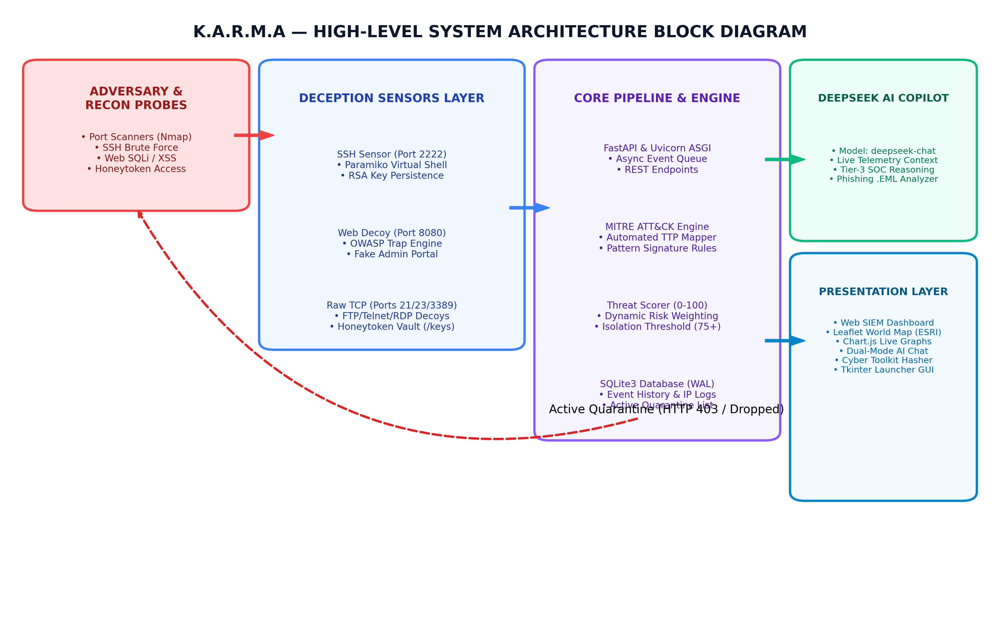 K.A.R.M.A — HIGH-LEVEL SYSTEM ARCHITECTURE BLOCK DIAGRAM
ADVERSARY &
RECON PROBES
• Port Scanners (Nmap)
• SSH Brute Force
• Web SQLi / XSS
• Honeytoken Access
DECEPTION SENSORS LAYER
SSH Sensor (Port 2222)
• Paramiko Virtual Shell
• RSA Key Persistence
Web Decoy (Port 8080)
• OWASP Trap Engine
• Fake Admin Portal
Raw TCP (Ports 21/23/3389)
• FTP/Telnet/RDP Decoys
• Honeytoken Vault (/keys)
CORE PIPELINE & ENGINE
FastAPI & Uvicorn ASGI
• Async Event Queue
• REST Endpoints
MITRE ATT&CK Engine
• Automated TTP Mapper
• Pattern Signature Rules
Threat Scorer (0-100)
• Dynamic Risk Weighting
• Isolation Threshold (75+)
SQLite3 Database (WAL)
• Event History & IP Logs
• Active Quarantine List
Active Quarantine (HTTP 403 / Dropped)
DEEPSEEK AI COPILOT
• Model: deepseek-chat
• Live Telemetry Context
• Tier-3 SOC Reasoning
• Phishing .EML Analyzer
PRESENTATION LAYER
• Web SIEM Dashboard
• Leaflet World Map (ESRI)
• Chart.js Live Graphs
• Dual-Mode AI Chat
• Cyber Toolkit Hasher
• Tkinter Launcher GUI